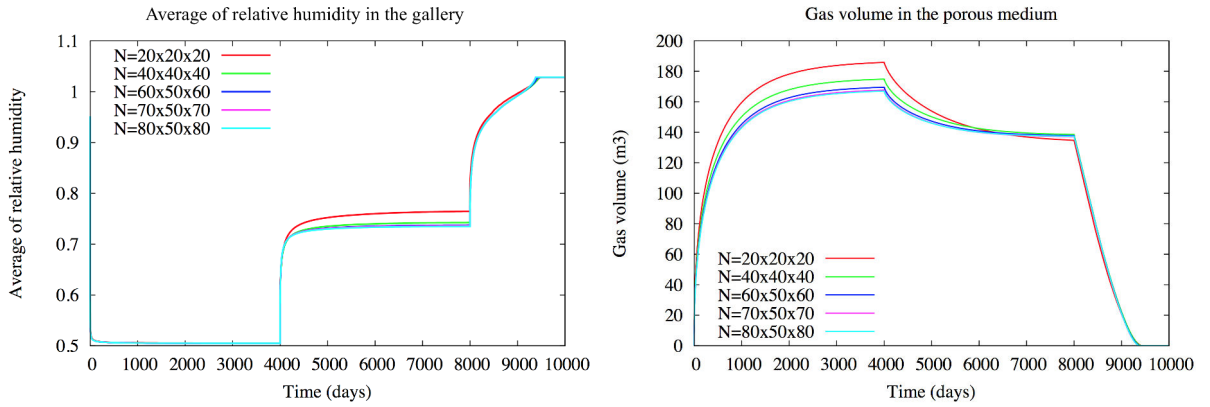 Average of relative humidity in the gallery
1.1
1
0.9
0.8
0.7
0.6
0.5
Average of relative humidity
N=20x20x20
N=40x40x40
N=60x50x60
N=70x50x70
N=80x50x80
0 1000 2000 3000 4000 5000 6000 7000 8000 9000 10000
Time (days)
Gas volume in the porous medium
200
180
160
140
120
100
80
60
40
20
0
Gas volume (m3)
N=20x20x20
N=40x40x40
N=60x50x60
N=70x50x70
N=80x50x80
0 1000 2000 3000 4000 5000 6000 7000 8000 9000 10000
Time (days)